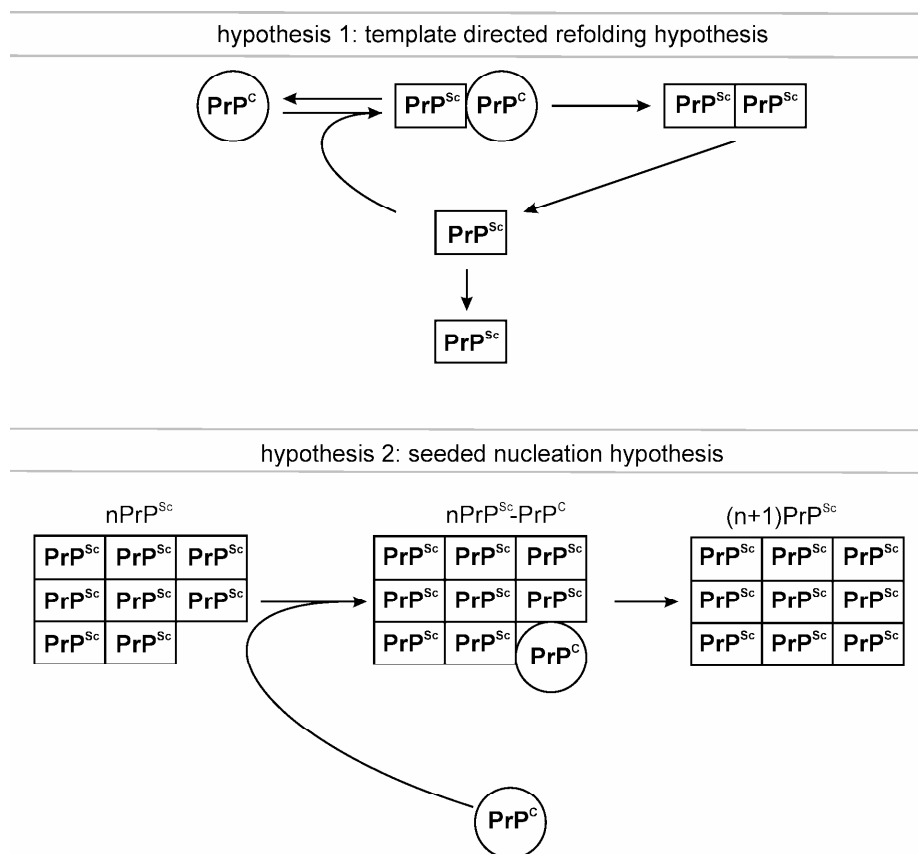 hypothesis 1: template directed refolding hypothesis
PrP^C PrP^Sc PrP^C PrP^Sc PrP^Sc
PrP^Sc
PrP^Sc
hypothesis 2: seeded nucleation hypothesis
nPrP^Sc nPrP^Sc-PrP^C (n+1)PrP^Sc
PrP^Sc PrP^Sc PrP^Sc PrP^Sc PrP^Sc PrP^Sc PrP^Sc PrP^Sc PrP^Sc
PrP^Sc PrP^Sc PrP^Sc PrP^Sc PrP^Sc PrP^Sc PrP^Sc PrP^Sc PrP^Sc
PrP^Sc PrP^Sc PrP^Sc PrP^Sc PrP^C PrP^Sc PrP^Sc PrP^Sc
PrP^C